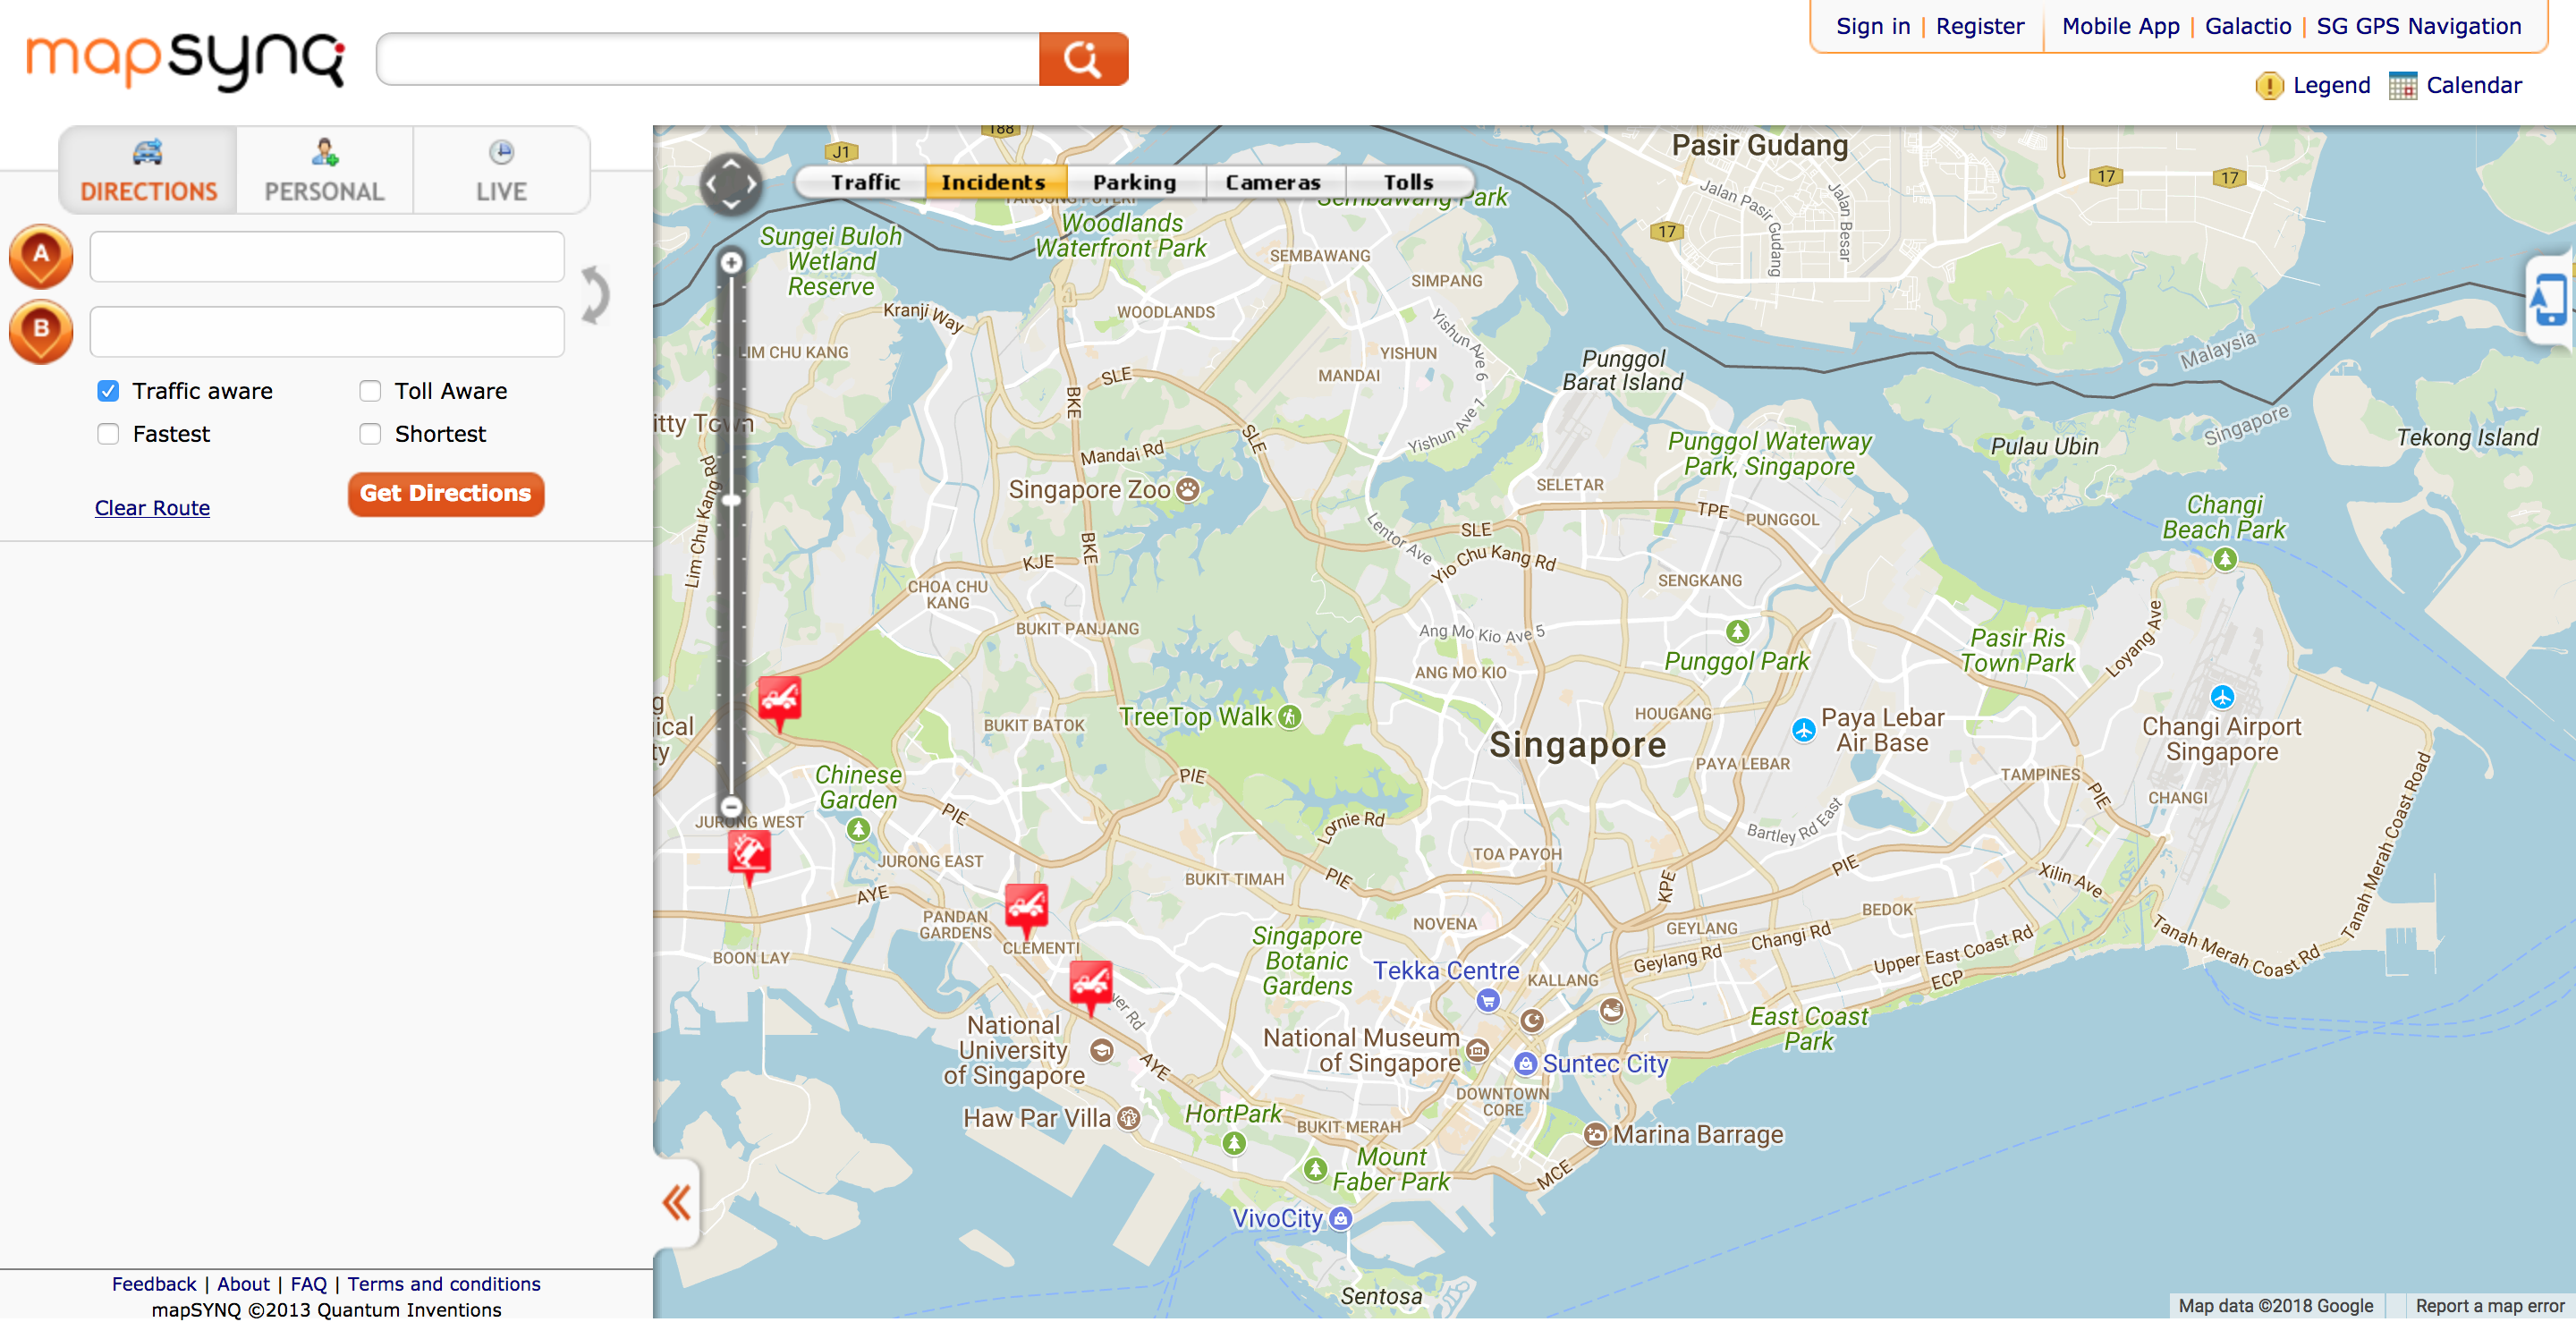 mapsynq
Sign in | Register
Mobile App | Galactio | SG GPS Navigation
Legend
Calendar
DIRECTIONS
PERSONAL
LIVE
A
B
Traffic aware
Toll Aware
Fastest
Shortest
Clear Route
Get Directions
Feedback | About | FAQ | Terms and conditions
mapSYNQ ©2013 Quantum Inventions
Traffic
Incidents
Parking
Cameras
Tolls
188
J1
Pasir Gudang
17
17
17
Jalan Pasir Gudang
Jalan Besar
TANJUNG PUTERI
Sembawang Park
Woodlands
Waterfront Park
Sungei Buloh
Wetland
Reserve
SEMBAWANG
SIMPANG
WOODLANDS
Kranji Way
LIM CHU KANG
Yishun Ave 6
YISHUN
MANDAI
SLE
BKE
Punggol
Barat Island
Malaysia
Singapore
Yishun Ave 1
SLE
Mandai Rd
Singapore Zoo
Punggol Waterway
Park, Singapore
Pulau Ubin
Tekong Island
Lim Chu Kang Rd
SELETAR
TPE
PUNGGOL
Changi
Beach Park
Lentor Ave
SLE
Yio Chu Kang Rd
BKE
KJE
CHOA CHU
KANG
SENGKANG
BUKIT PANJANG
Ang Mo Kio Ave 5
ANG MO KIO
Punggol Park
Pasir Ris
Town Park
Loyang Ave
BUKIT BATOK
TreeTop Walk
HOUGANG
Singapore
Paya Lebar
Air Base
Changi Airport
Singapore
PAYA LEBAR
TAMPINES
CHANGI
PIE
Chinese
Garden
PIE
PIE
JURONG WEST
Lornie Rd
Bartley Rd East
JURONG EAST
TOA PAYOH
BUKIT TIMAH
PIE
KPE
PIE
Xilin Ave
Tanah Merah Coast Road
AYE
PANDAN
GARDENS
CLEMENTI
NOVENA
GEYLANG
BEDOK
Changi Rd
BOON LAY
Singapore
Botanic
Gardens
Tekka Centre
KALLANG
Geylang Rd
Upper East Coast Rd
ECP
Tanah Merah Coast Rd
National
University
of Singapore
AYE
National Museum
of Singapore
Suntec City
East Coast
Park
DOWNTOWN
CORE
Haw Par Villa
HortPark
BUKIT MERAH
Marina Barrage
Mount
Faber Park
MCE
VivoCity
Sentosa
Map data ©2018 Google
Report a map error